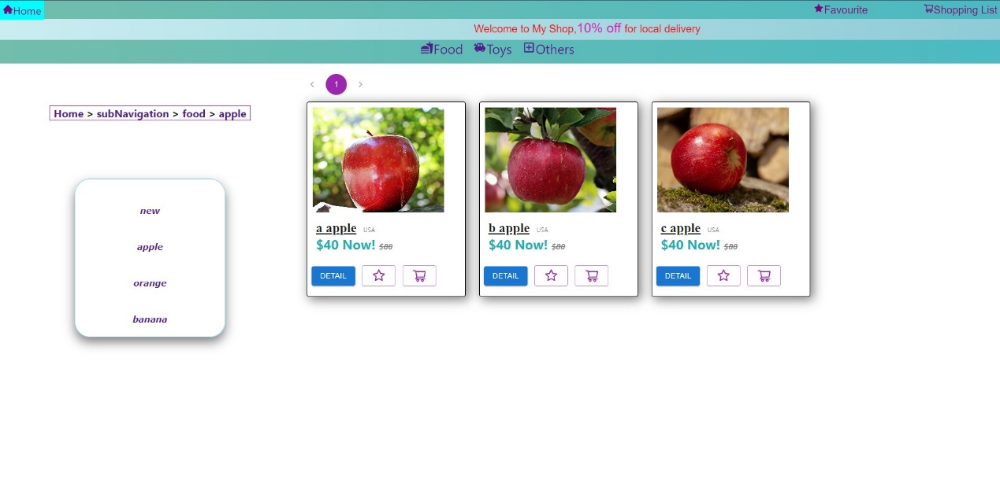 Home
Favourite
Shopping List
Welcome to My Shop,10% off for local delivery
Food Toys Others
< 1 >
Home > subNavigation > food > apple
new
apple
orange
banana
a apple USA
$40 Now! $80
DETAIL
b apple USA
$40 Now! $80
DETAIL
c apple USA
$40 Now! $80
DETAIL